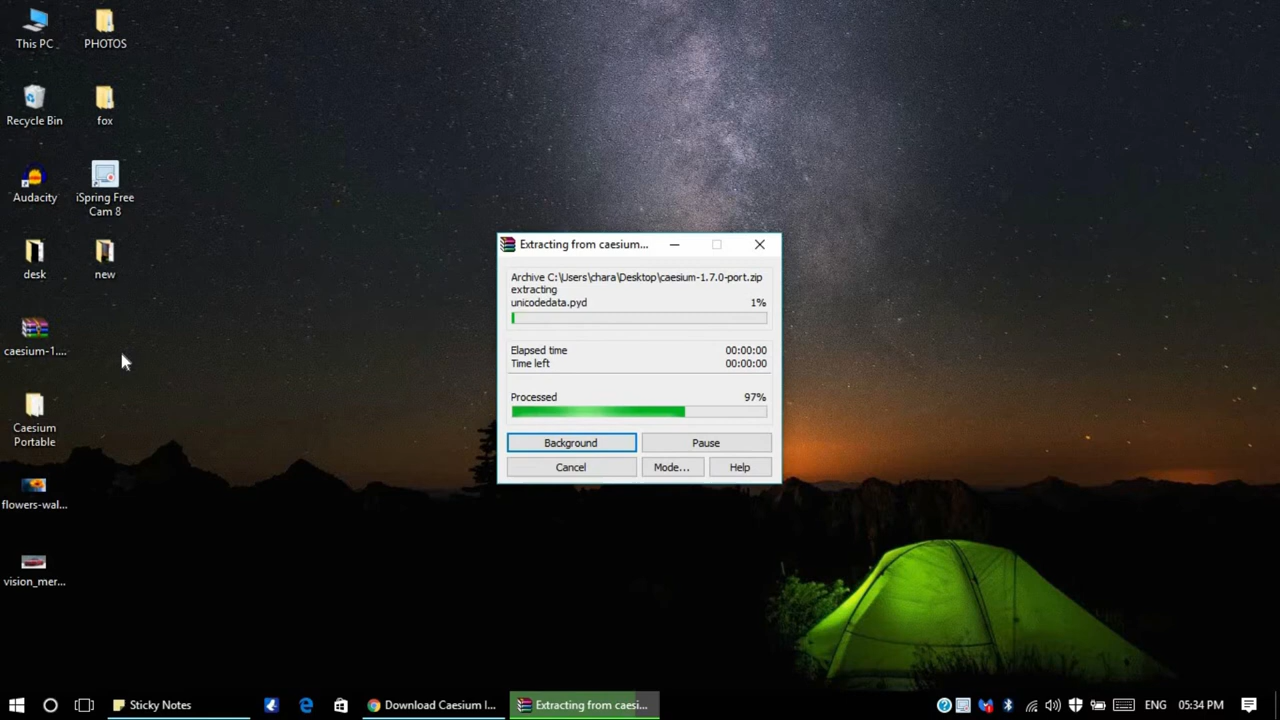 This PC
PHOTOS
Recycle Bin
fox
Audacity
iSpring Free
Cam 8
desk
new
caesium-1....
Caesium
Portable
flowers-wal...
vision_mer...
Extracting from caesium...
Archive C:\Users\chara\Desktop\caesium-1.7.0-port.zip
extracting
unicodedata.pyd 1%
Elapsed time 00:00:00
Time left 00:00:00
Processed 97%
Background Pause
Cancel Mode... Help
Sticky Notes Download Caesium I... Extracting from caesi... ENG 05:34 PM